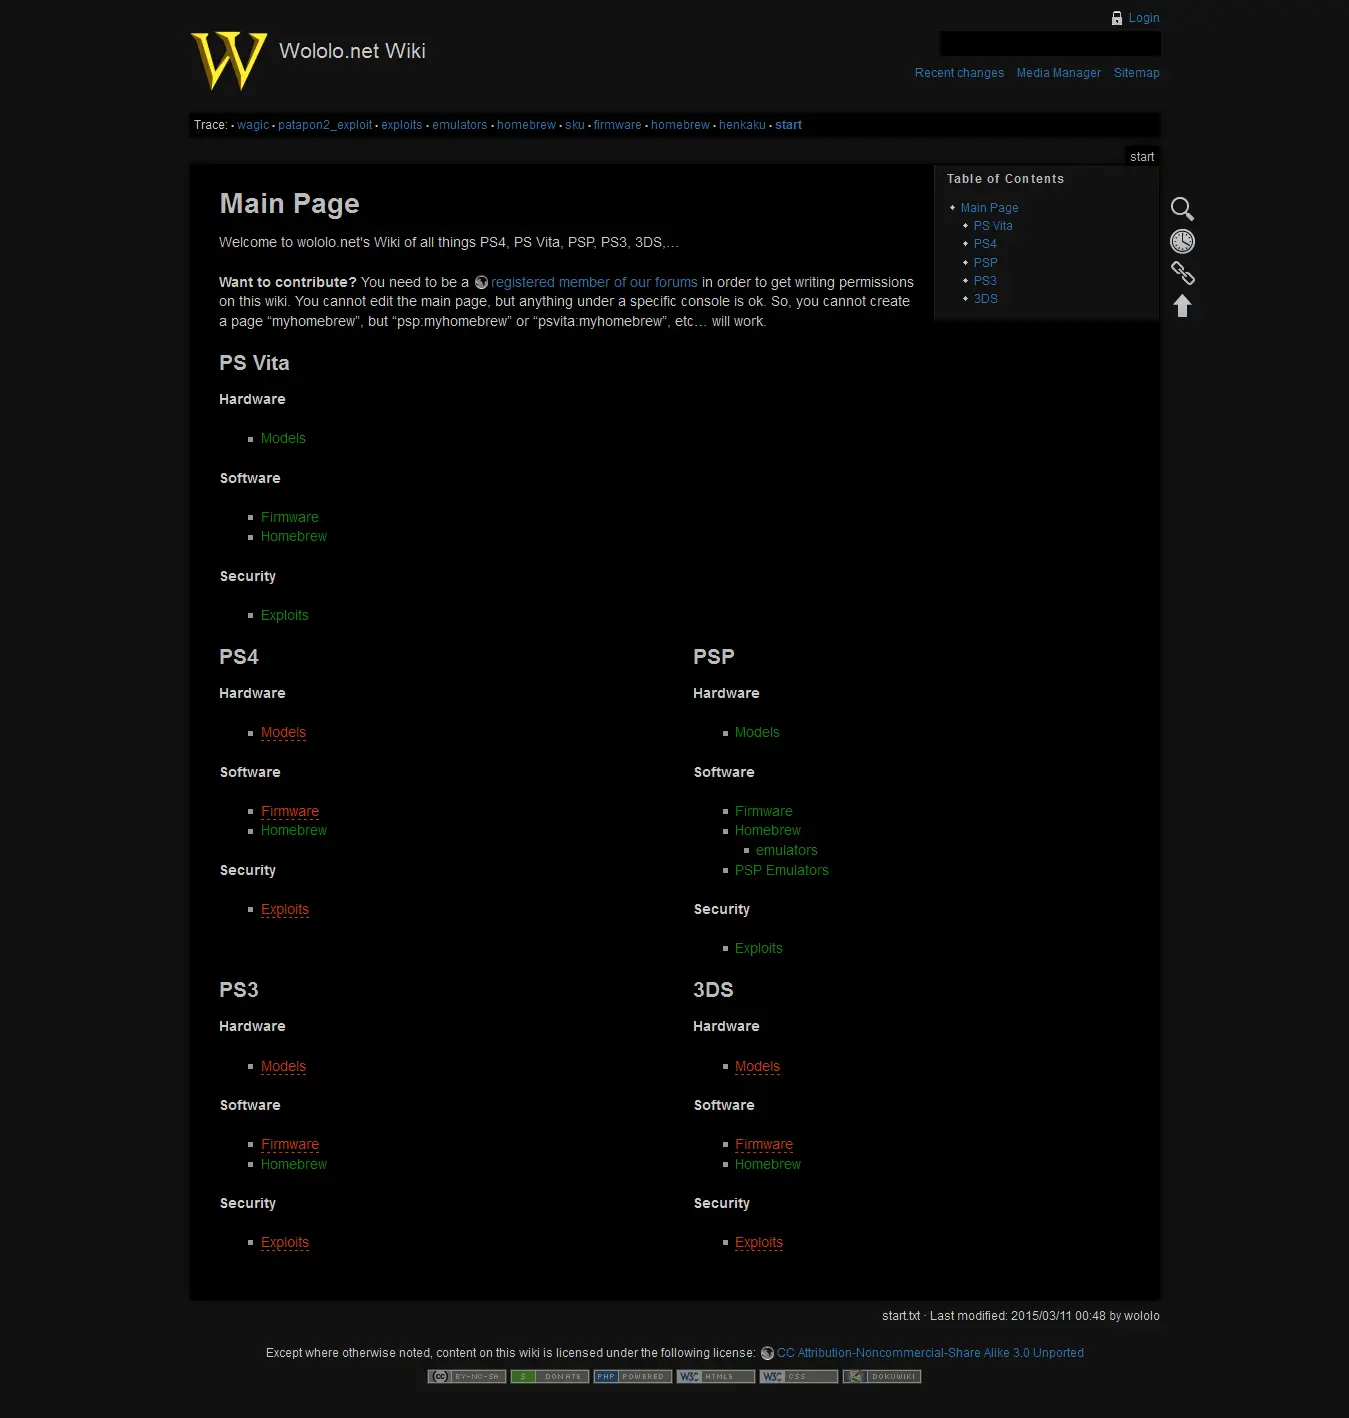 Login
W Wololo.net Wiki
Recent changes Media Manager Sitemap
Trace: • wagic • patapon2_exploit • exploits • emulators • homebrew • sku • firmware • homebrew • henkaku • start
start
Table of Contents
Main Page
PS Vita
PS4
PSP
PS3
3DS
Main Page
Welcome to wololo.net's Wiki of all things PS4, PS Vita, PSP, PS3, 3DS,…
Want to contribute? You need to be a registered member of our forums in order to get writing permissions
on this wiki. You cannot edit the main page, but anything under a specific console is ok. So, you cannot create
a page “myhomebrew”, but “psp:myhomebrew” or “psvita:myhomebrew”, etc… will work.
PS Vita
Hardware
Models
Software
Firmware
Homebrew
Security
Exploits
PS4
Hardware
Models
Software
Firmware
Homebrew
Security
Exploits
PSP
Hardware
Models
Software
Firmware
Homebrew
emulators
PSP Emulators
Security
Exploits
PS3
Hardware
Models
Software
Firmware
Homebrew
Security
Exploits
3DS
Hardware
Models
Software
Firmware
Homebrew
Security
Exploits
start.txt · Last modified: 2015/03/11 00:48 by wololo
Except where otherwise noted, content on this wiki is licensed under the following license: CC Attribution-Noncommercial-Share Alike 3.0 Unported
(cc) BY-NC-SA $ DONATE PHP POWERED W3C HTML5 W3C CSS DOKUWIKI